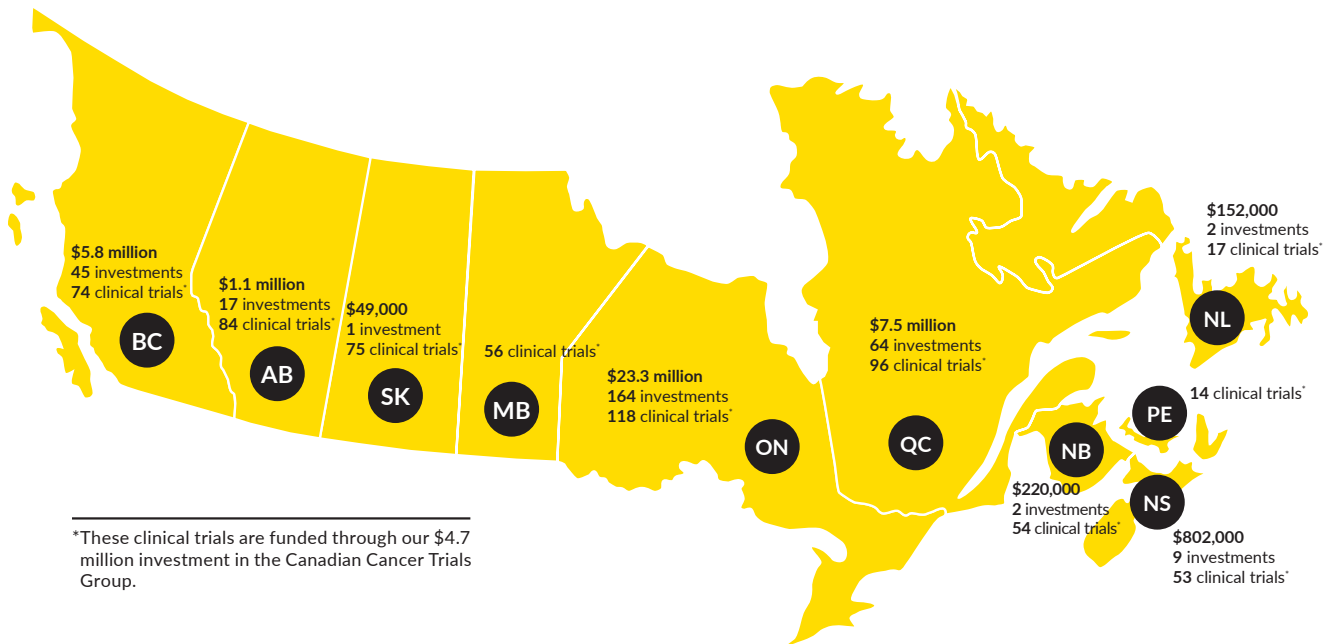 $5.8 million
45 investments
74 clinical trials*
BC
$1.1 million
17 investments
84 clinical trials*
AB
$49,000
1 investment
75 clinical trials*
SK
56 clinical trials*
MB
$23.3 million
164 investments
118 clinical trials*
ON
$7.5 million
64 investments
96 clinical trials*
QC
$152,000
2 investments
17 clinical trials*
NL
14 clinical trials*
PE
NB
$220,000
2 investments
54 clinical trials*
NS
$802,000
9 investments
53 clinical trials*
*These clinical trials are funded through our $4.7
million investment in the Canadian Cancer Trials
Group.